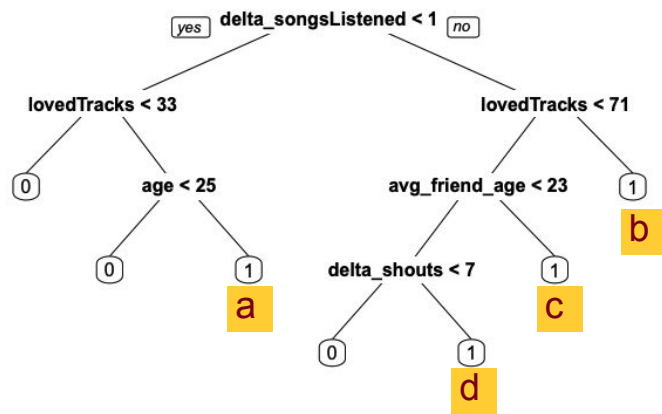 yes delta_songsListened < 1 no
lovedTracks < 33 lovedTracks < 71
0 age < 25 avg_friend_age < 23 1
b
0 1 delta_shouts < 7 1
a c
0 1
d